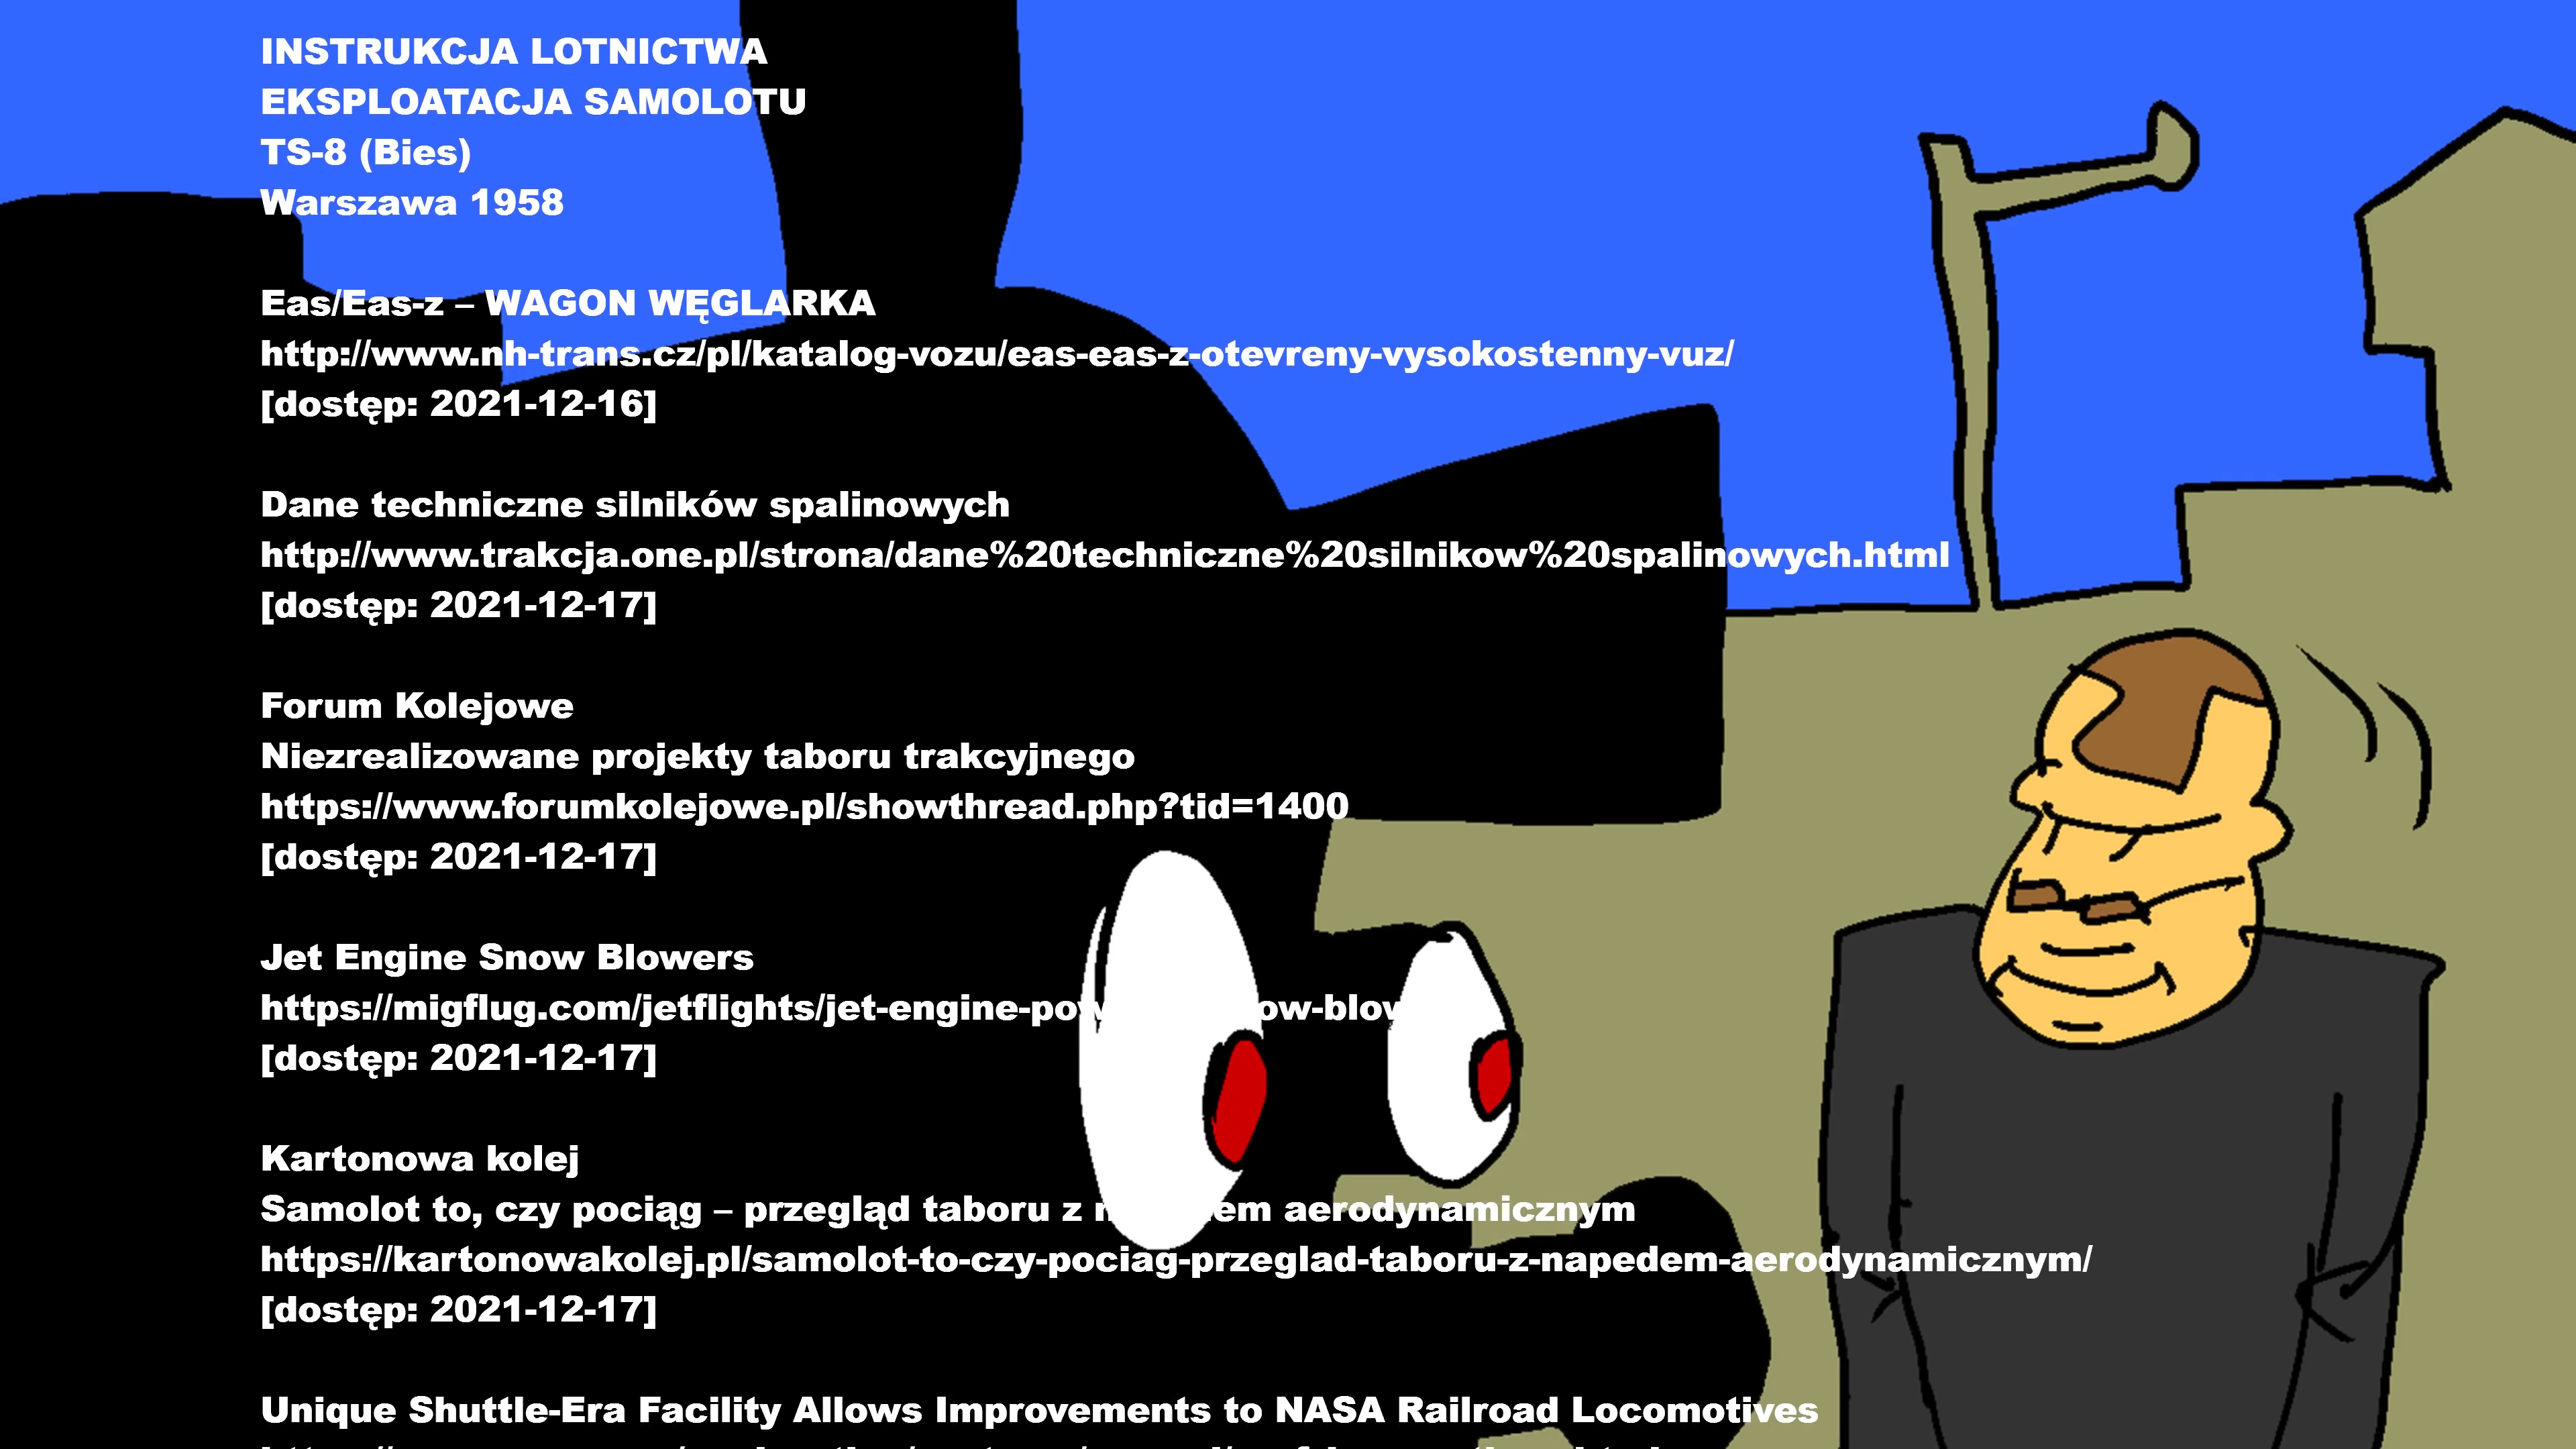 INSTRUKCJA LOTNICTWA
EKSPLOATACJA SAMOLOTU
TS-8 (Bies)
Warszawa 1958
Eas/Eas-z – WAGON WĘGLARKA
http://www.nh-trans.cz/pl/katalog-vozu/eas-eas-z-otevreny-vysokostenny-vuz/
[dostęp: 2021-12-16]
Dane techniczne silników spalinowych
http://www.trakcja.one.pl/strona/dane%20techniczne%20silnikow%20spalinowych.html
[dostęp: 2021-12-17]
Forum Kolejowe
Niezrealizowane projekty taboru trakcyjnego
https://www.forumkolejowe.pl/showthread.php?tid=1400
[dostęp: 2021-12-17]
Jet Engine Snow Blowers
https://migflug.com/jetflights/jet-engine-pow ow-blow
[dostęp: 2021-12-17]
Kartonowa kolej
Samolot to, czy pociąg – przegląd taboru z aerodynamicznym
https://kartonowakolej.pl/samolot-to-czy-pociag-przeglad-taboru-z-napedem-aerodynamicznym/
[dostęp: 2021-12-17]
Unique Shuttle-Era Facility Allows Improvements to NASA Railroad Locomotives